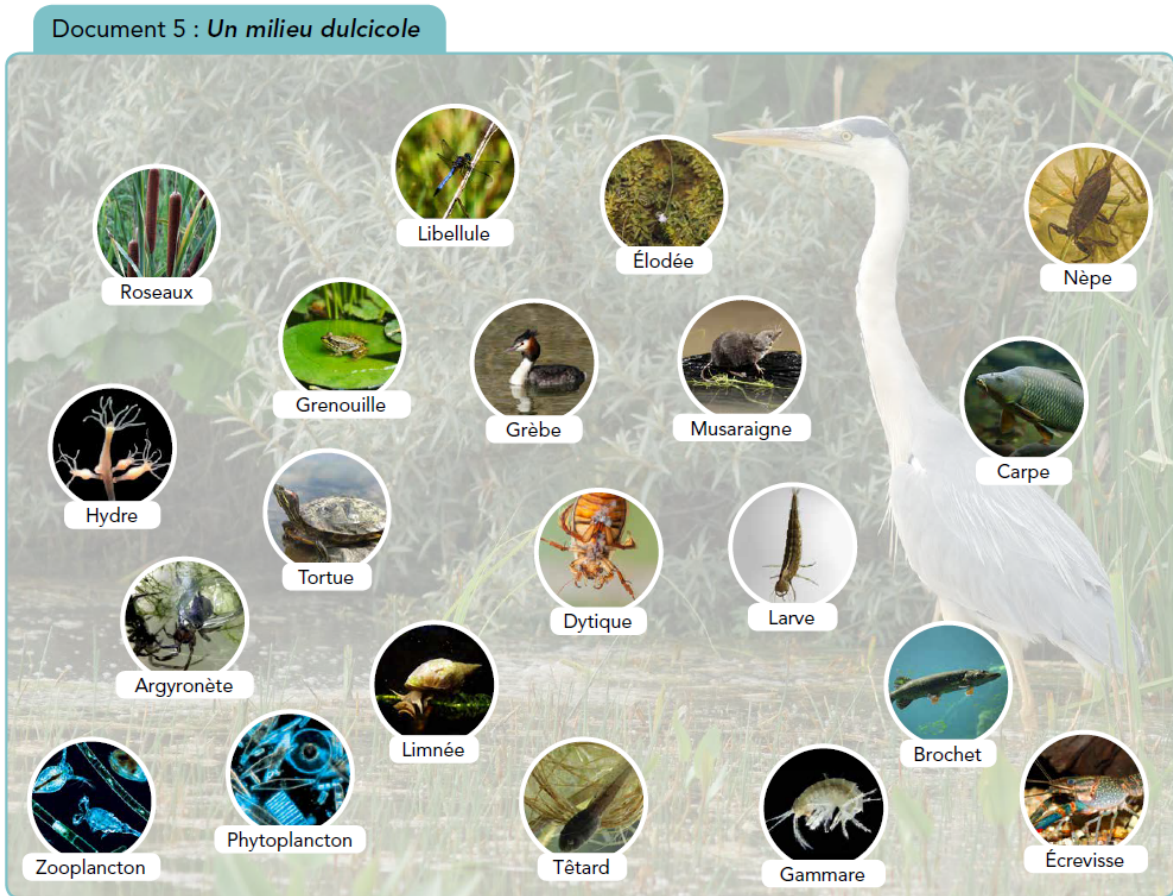 Document 5 : Un milieu dulcicole
Libellule
Élodée
Nèpe
Roseaux
Grenouille
Grèbe
Musaraigne
Carpe
Hydre
Tortue
Dytique
Larve
Argyronète
Limnée
Brochet
Phytoplancton
Zooplancton
Têtard
Gammare
Écrevisse